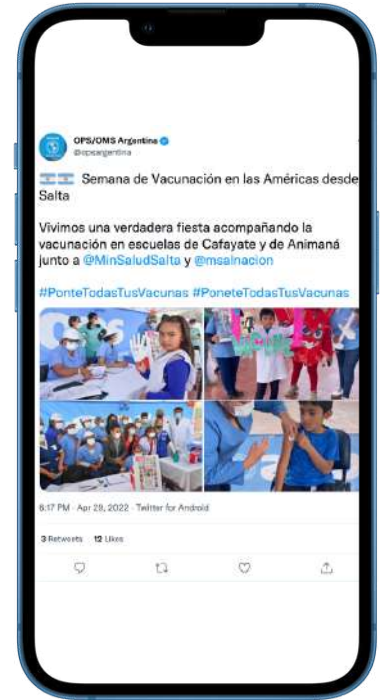 OPS/OMS Argentina
@opsargentina
Semana de Vacunación en las Américas desde
Salta
Vivimos una verdadera fiesta acompañando la
vacunación en escuelas de Cafayate y de Animaná
junto a @MinSaludSalta y @msalnacion
#PonteTodasTusVacunas #PoneteTodasTusVacunas
6:17 PM · Apr 29, 2022 · Twitter for Android
3 Retweets 12 Likes